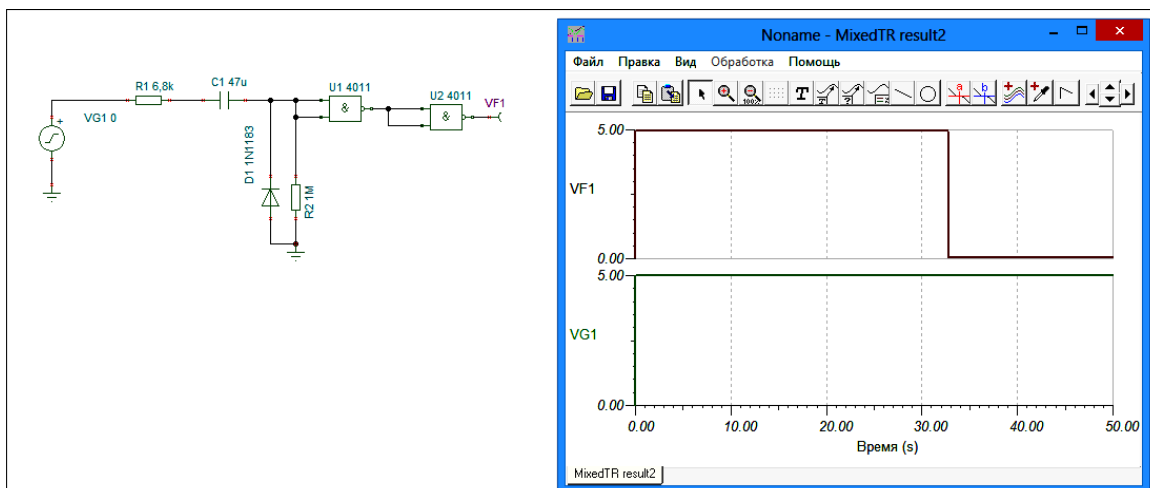 R1 6,8k
C1 47u
U1 4011
U2 4011
VF1
VG1 0
+
&
&
D1 1N1183
R2 1M
Noname - MixedTR result2
Файл Правка Вид Обработка Помощь
100%
T
a
b
5.00
VF1
0.00
5.00
VG1
0.00
0.00 10.00 20.00 30.00 40.00 50.00
Время (s)
MixedTR result2